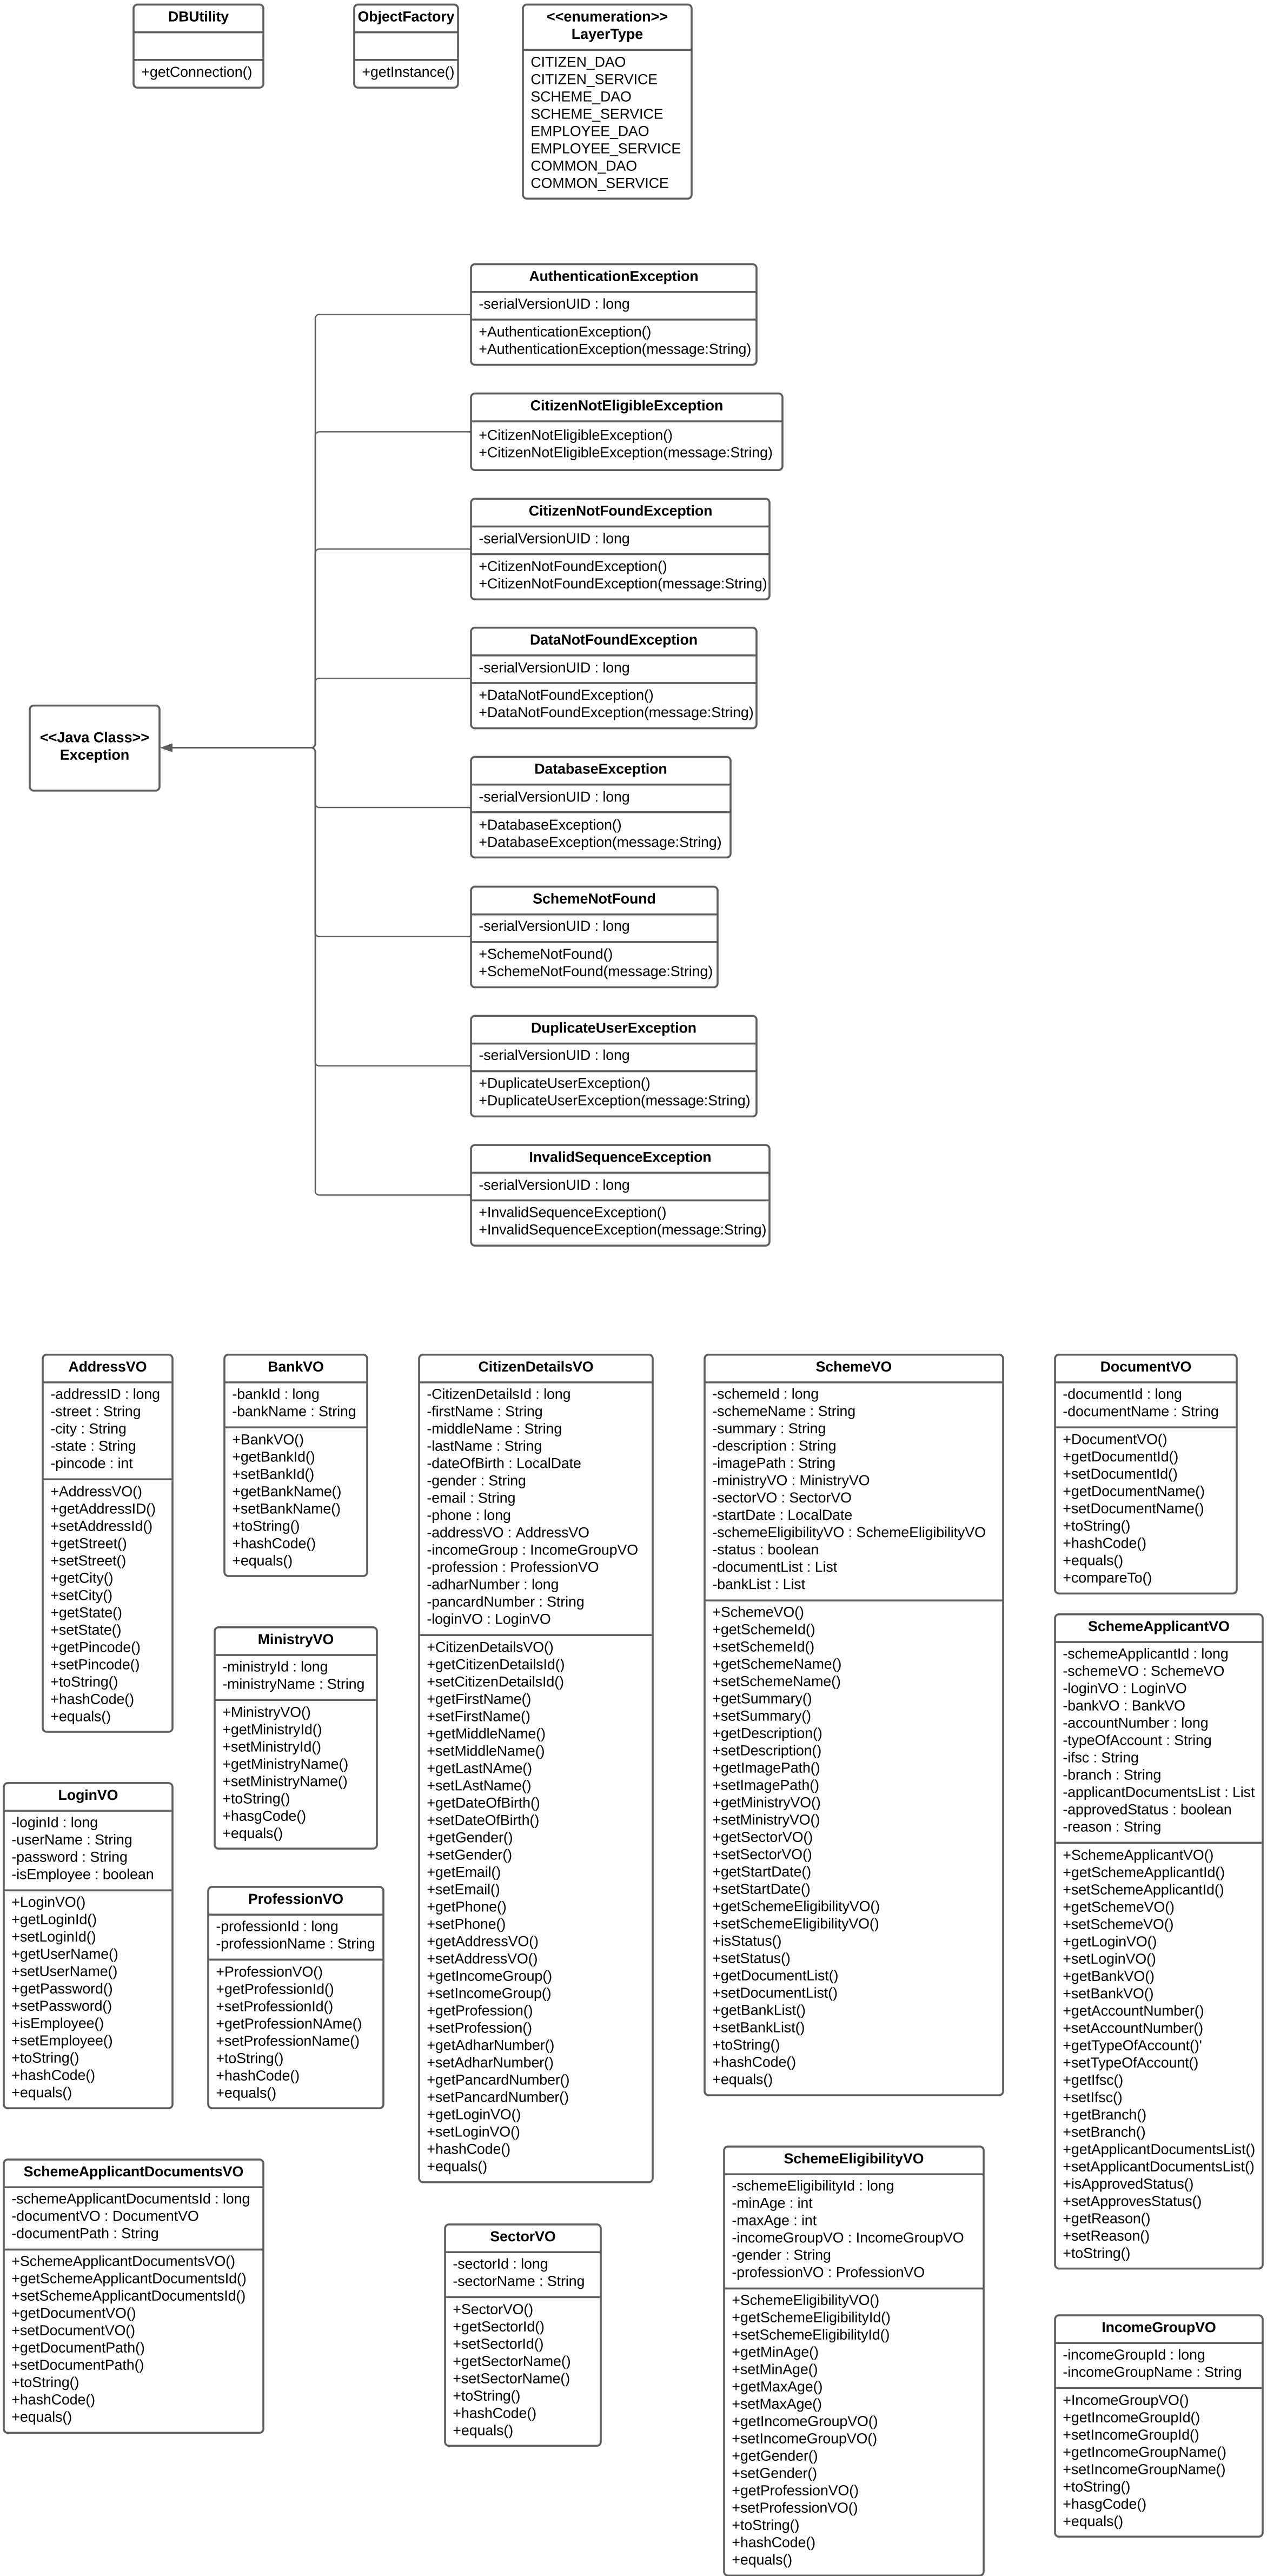 DBUtility
+getConnection()
ObjectFactory
+getInstance()
<<enumeration>>
LayerType
CITIZEN_DAO
CITIZEN_SERVICE
SCHEME_DAO
SCHEME_SERVICE
EMPLOYEE_DAO
EMPLOYEE_SERVICE
COMMON_DAO
COMMON_SERVICE
AuthenticationException
-serialVersionUID : long
+AuthenticationException()
+AuthenticationException(message:String)
CitizenNotEligibleException
+CitizenNotEligibleException()
+CitizenNotEligibleException(message:String)
CitizenNotFoundException
-serialVersionUID : long
+CitizenNotFoundException()
+CitizenNotFoundException(message:String)
DataNotFoundException
-serialVersionUID : long
+DataNotFoundException()
+DataNotFoundException(message:String)
<<Java Class>>
Exception
DatabaseException
-serialVersionUID : long
+DatabaseException()
+DatabaseException(message:String)
SchemeNotFound
-serialVersionUID : long
+SchemeNotFound()
+SchemeNotFound(message:String)
DuplicateUserException
-serialVersionUID : long
+DuplicateUserException()
+DuplicateUserException(message:String)
InvalidSequenceException
-serialVersionUID : long
+InvalidSequenceException()
+InvalidSequenceException(message:String)
AddressVO
-addressID : long
-street : String
-city : String
-state : String
-pincode : int
+AddressVO()
+getAddressID()
+setAddressId()
+getStreet()
+setStreet()
+getCity()
+setCity()
+getState()
+setState()
+getPincode()
+setPincode()
+toString()
+hashCode()
+equals()
BankVO
-bankId : long
-bankName : String
+BankVO()
+getBankId()
+setBankId()
+getBankName()
+setBankName()
+toString()
+hashCode()
+equals()
CitizenDetailsVO
-CitizenDetailsId : long
-firstName : String
-middleName : String
-lastName : String
-dateOfBirth : LocalDate
-gender : String
-email : String
-phone : long
-addressVO : AddressVO
-incomeGroup : IncomeGroupVO
-profession : ProfessionVO
-adharNumber : long
-pancardNumber : String
-loginVO : LoginVO
+CitizenDetailsVO()
+getCitizenDetailsId()
+setCitizenDetailsId()
+getFirstName()
+setFirstName()
+getMiddleName()
+setMiddleName()
+getLastNAme()
+setLAstName()
+getDateOfBirth()
+setDateOfBirth()
+getGender()
+setGender()
+getEmail()
+setEmail()
+getPhone()
+setPhone()
+getAddressVO()
+setAddressVO()
+getIncomeGroup()
+setIncomeGroup()
+getProfession()
+setProfession()
+getAdharNumber()
+setAdharNumber()
+getPancardNumber()
+setPancardNumber()
+getLoginVO()
+setLoginVO()
+hashCode()
+equals()
SchemeVO
-schemeId : long
-schemeName : String
-summary : String
-description : String
-imagePath : String
-ministryVO : MinistryVO
-sectorVO : SectorVO
-startDate : LocalDate
-schemeEligibilityVO : SchemeEligibilityVO
-status : boolean
-documentList : List
-bankList : List
+SchemeVO()
+getSchemeId()
+setSchemeId()
+getSchemeName()
+setSchemeName()
+getSummary()
+setSummary()
+getDescription()
+setDescription()
+getImagePath()
+setImagePath()
+getMinistryVO()
+setMinistryVO()
+getSectorVO()
+setSectorVO()
+getStartDate()
+setStartDate()
+getSchemeEligibilityVO()
+setSchemeEligibilityVO()
+isStatus()
+setStatus()
+getDocumentList()
+setDocumentList()
+getBankList()
+setBankList()
+toString()
+hashCode()
+equals()
DocumentVO
-documentId : long
-documentName : String
+DocumentVO()
+getDocumentId()
+setDocumentId()
+getDocumentName()
+setDocumentName()
+toString()
+hashCode()
+equals()
+compareTo()
MinistryVO
-ministryId : long
-ministryName : String
+MinistryVO()
+getMinistryId()
+setMinistryId()
+getMinistryName()
+setMinistryName()
+toString()
+hasgCode()
+equals()
SchemeApplicantVO
-schemeApplicantId : long
-schemeVO : SchemeVO
-loginVO : LoginVO
-bankVO : BankVO
-accountNumber : long
-typeOfAccount : String
-ifsc : String
-branch : String
-applicantDocumentsList : List
-approvedStatus : boolean
-reason : String
+SchemeApplicantVO()
+getSchemeApplicantId()
+setSchemeApplicantId()
+getSchemeVO()
+setSchemeVO()
+getLoginVO()
+setLoginVO()
+getBankVO()
+setBankVO()
+getAccountNumber()
+setAccountNumber()
+getTypeOfAccount()'
+setTypeOfAccount()
+getIfsc()
+setIfsc()
+getBranch()
+setBranch()
+getApplicantDocumentsList()
+setApplicantDocumentsList()
+isApprovedStatus()
+setApprovesStatus()
+getReason()
+setReason()
+toString()
LoginVO
-loginId : long
-userName : String
-password : String
-isEmployee : boolean
+LoginVO()
+getLoginId()
+setLoginId()
+getUserName()
+setUserName()
+getPassword()
+setPassword()
+isEmployee()
+setEmployee()
+toString()
+hashCode()
+equals()
ProfessionVO
-professionId : long
-professionName : String
+ProfessionVO()
+getProfessionId()
+setProfessionId()
+getProfessionNAme()
+setProfessionName()
+toString()
+hashCode()
+equals()
SchemeApplicantDocumentsVO
-schemeApplicantDocumentsId : long
-documentVO : DocumentVO
-documentPath : String
+SchemeApplicantDocumentsVO()
+getSchemeApplicantDocumentsId()
+setSchemeApplicantDocumentsId()
+getDocumentVO()
+setDocumentVO()
+getDocumentPath()
+setDocumentPath()
+toString()
+hashCode()
+equals()
SectorVO
-sectorId : long
-sectorName : String
+SectorVO()
+getSectorId()
+setSectorId()
+getSectorName()
+setSectorName()
+toString()
+hashCode()
+equals()
SchemeEligibilityVO
-schemeEligibilityId : long
-minAge : int
-maxAge : int
-incomeGroupVO : IncomeGroupVO
-gender : String
-professionVO : ProfessionVO
+SchemeEligibilityVO()
+getSchemeEligibilityId()
+setSchemeEligibilityId()
+getMinAge()
+setMinAge()
+getMaxAge()
+setMaxAge()
+getIncomeGroupVO()
+setIncomeGroupVO()
+getGender()
+setGender()
+getProfessionVO()
+setProfessionVO()
+toString()
+hashCode()
+equals()
IncomeGroupVO
-incomeGroupId : long
-incomeGroupName : String
+IncomeGroupVO()
+getIncomeGroupId()
+setIncomeGroupId()
+getIncomeGroupName()
+setIncomeGroupName()
+toString()
+hasgCode()
+equals()